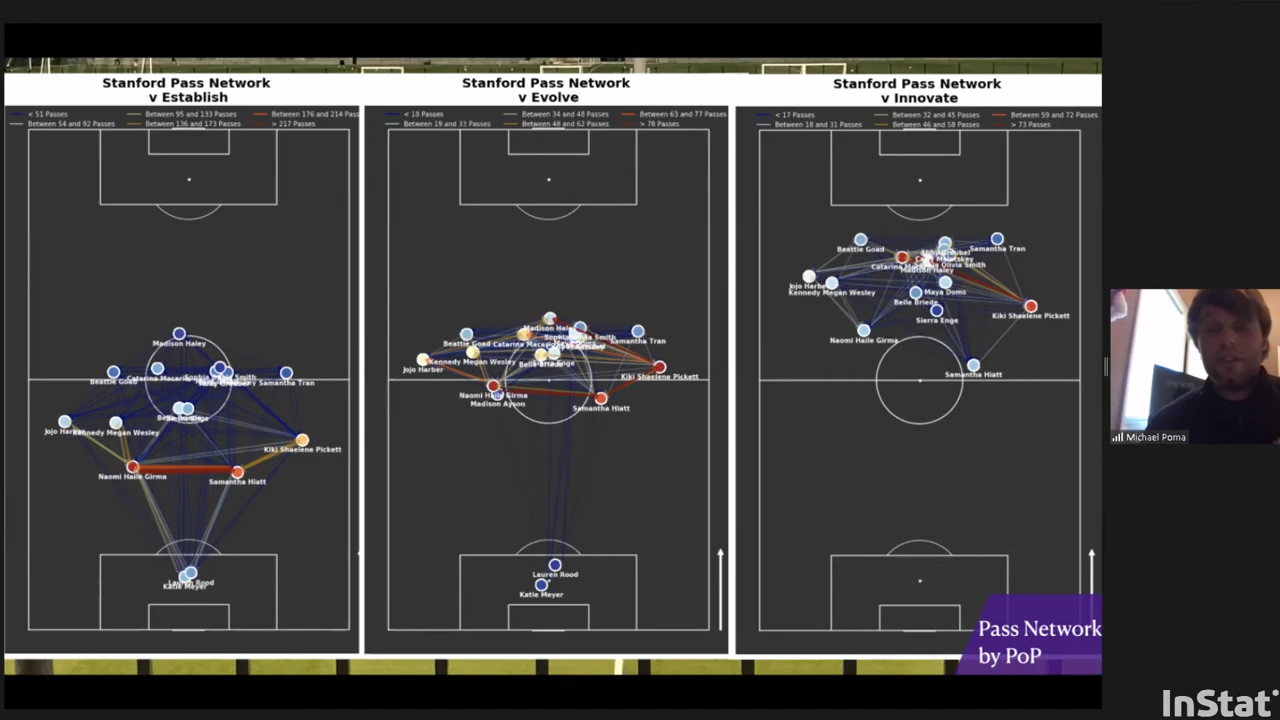 Stanford Pass Network
v Establish
< 51 Passes
Between 54 and 92 Passes
Between 95 and 133 Passes
Between 136 and 173 Passes
Between 176 and 214 Pass
> 217 Passes
Madison Haley
Beattie Goad
Samantha Tran
Jojo Harber
Kennedy Megan Wesley
Kiki Shaelene Pickett
Naomi Haile Girma
Samantha Hiatt
Lauren Rood
Katie Meyer
Stanford Pass Network
v Evolve
< 18 Passes
Between 19 and 33 Passes
Between 34 and 48 Passes
Between 48 and 62 Passes
Between 63 and 77 Passes
> 78 Passes
Beattie Goad
Samantha Tran
Jojo Harber
Kennedy Megan Wesley
Kiki Shaelene Pickett
Naomi Haile Girma
Madison Ayson
Samantha Hiatt
Lauren Rood
Katie Meyer
Stanford Pass Network
v Innovate
< 17 Passes
Between 18 and 31 Passes
Between 32 and 45 Passes
Between 46 and 58 Passes
Between 59 and 72 Passes
> 73 Passes
Beattie Goad
Samantha Tran
Madison Haley
Jojo Harber
Kennedy Megan Wesley
Maya Doms
Belle Briede
Sierra Enge
Kiki Shaelene Pickett
Naomi Haile Girma
Samantha Hiatt
Pass Network
by PoP
Michael Poma
InStat